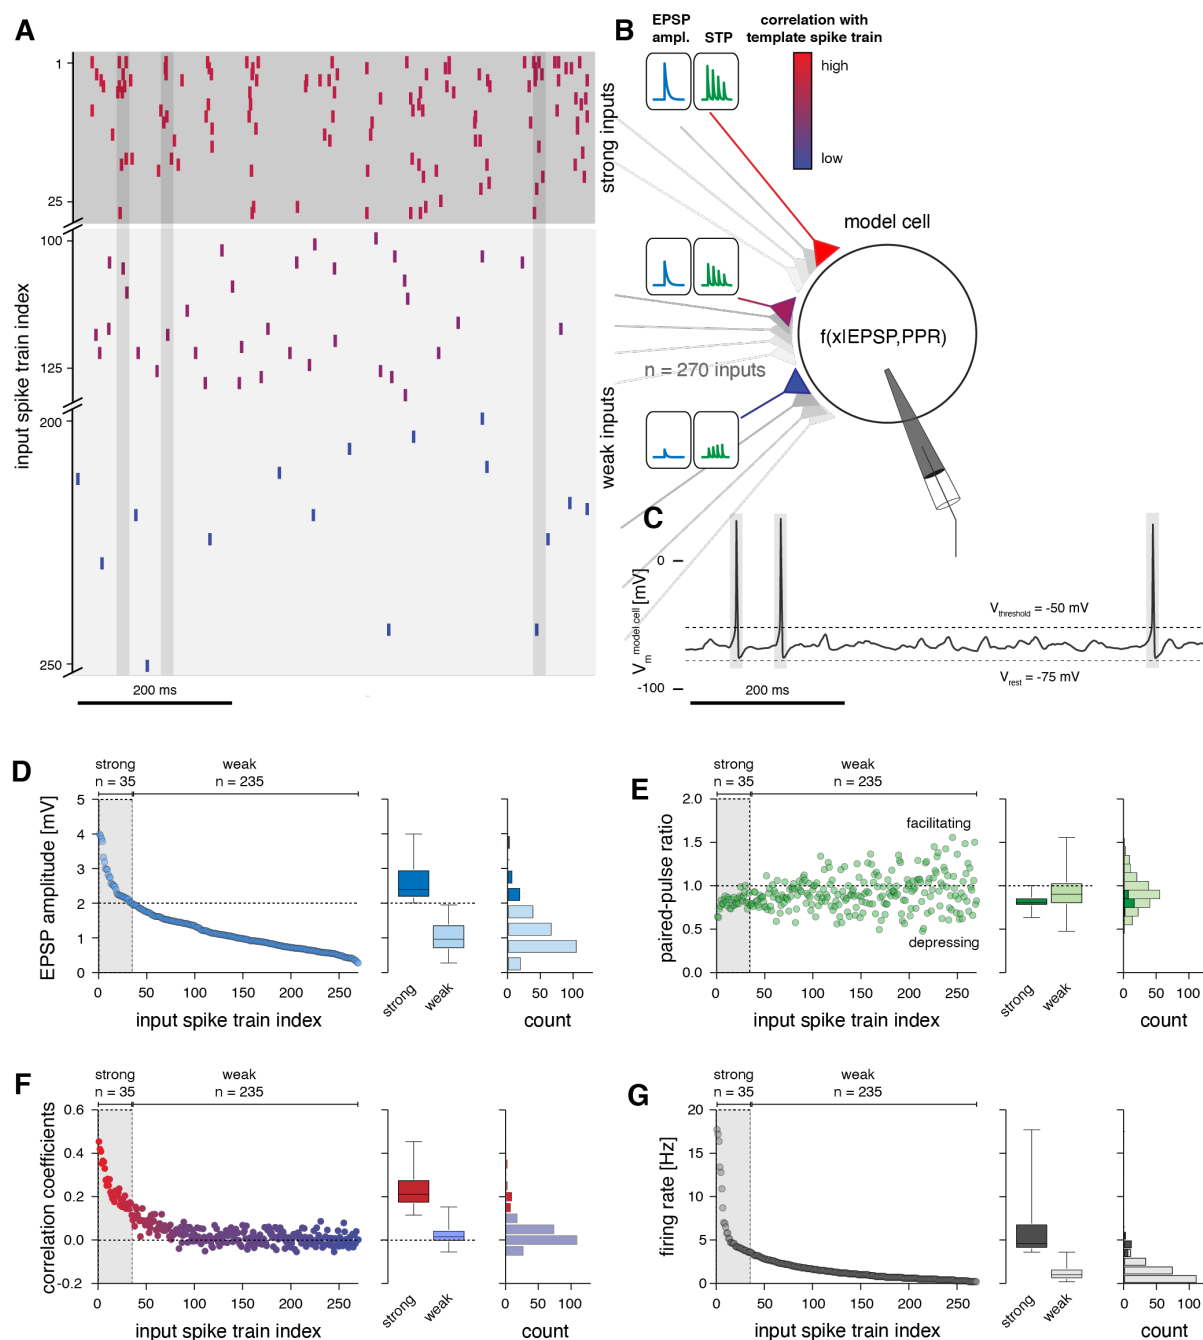 A
1
25
100
125
200
250
input spike train index
200 ms
B
EPSP
ampl.
STP
correlation with
template spike train
high
low
strong inputs
weak inputs
model cell
f(x|EPSP,PPR)
n = 270 inputs
C
0
-100
Vm model cell [mV]
Vthreshold = -50 mV
Vrest = -75 mV
200 ms
D
strong
n = 35
weak
n = 235
EPSP amplitude [mV]
5
4
3
2
1
0
0 50 100 150 200 250
input spike train index
strong
weak
0 50 100
count
E
strong
n = 35
weak
n = 235
paired-pulse ratio
2.0
1.5
1.0
0.5
0.0
facilitating
depressing
0 50 100 150 200 250
input spike train index
strong
weak
0 50 100
count
F
strong
n = 35
weak
n = 235
correlation coefficients
0.6
0.4
0.2
0.0
-0.2
0 50 100 150 200 250
input spike train index
strong
weak
0 50 100
count
G
strong
n = 35
weak
n = 235
firing rate [Hz]
20
15
10
5
0
0 50 100 150 200 250
input spike train index
strong
weak
0 50 100
count